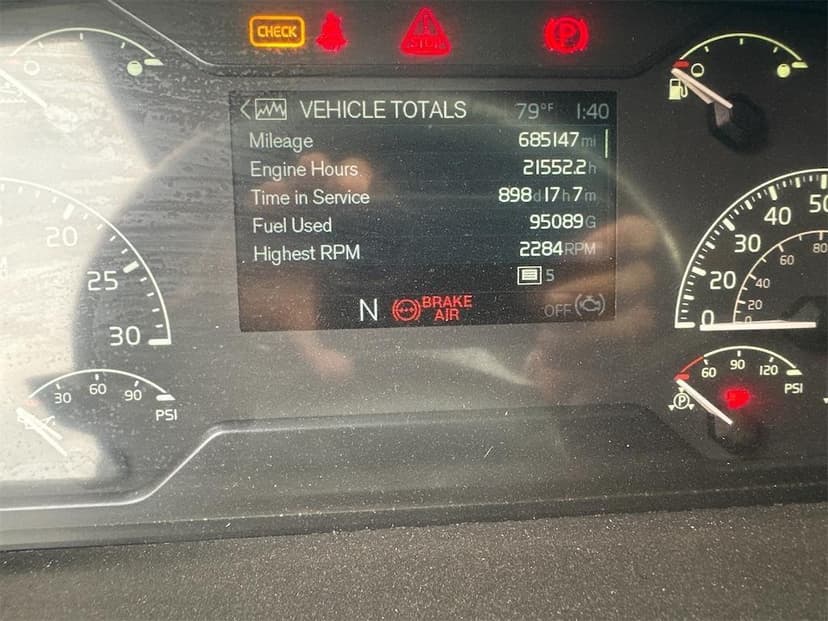 CHECK
STOP
P
VEHICLE TOTALS 79°F 1:40
Mileage 685147 mi
Engine Hours 21552.2 h
Time in Service 898 d 17 h 7 m
Fuel Used 95089 G
Highest RPM 2284 RPM
5
N BRAKE AIR OFF
20
25
30
30 60 90
PSI
50
40
30
20
0
80
60
40
20
0
60 90 120
PSI
P